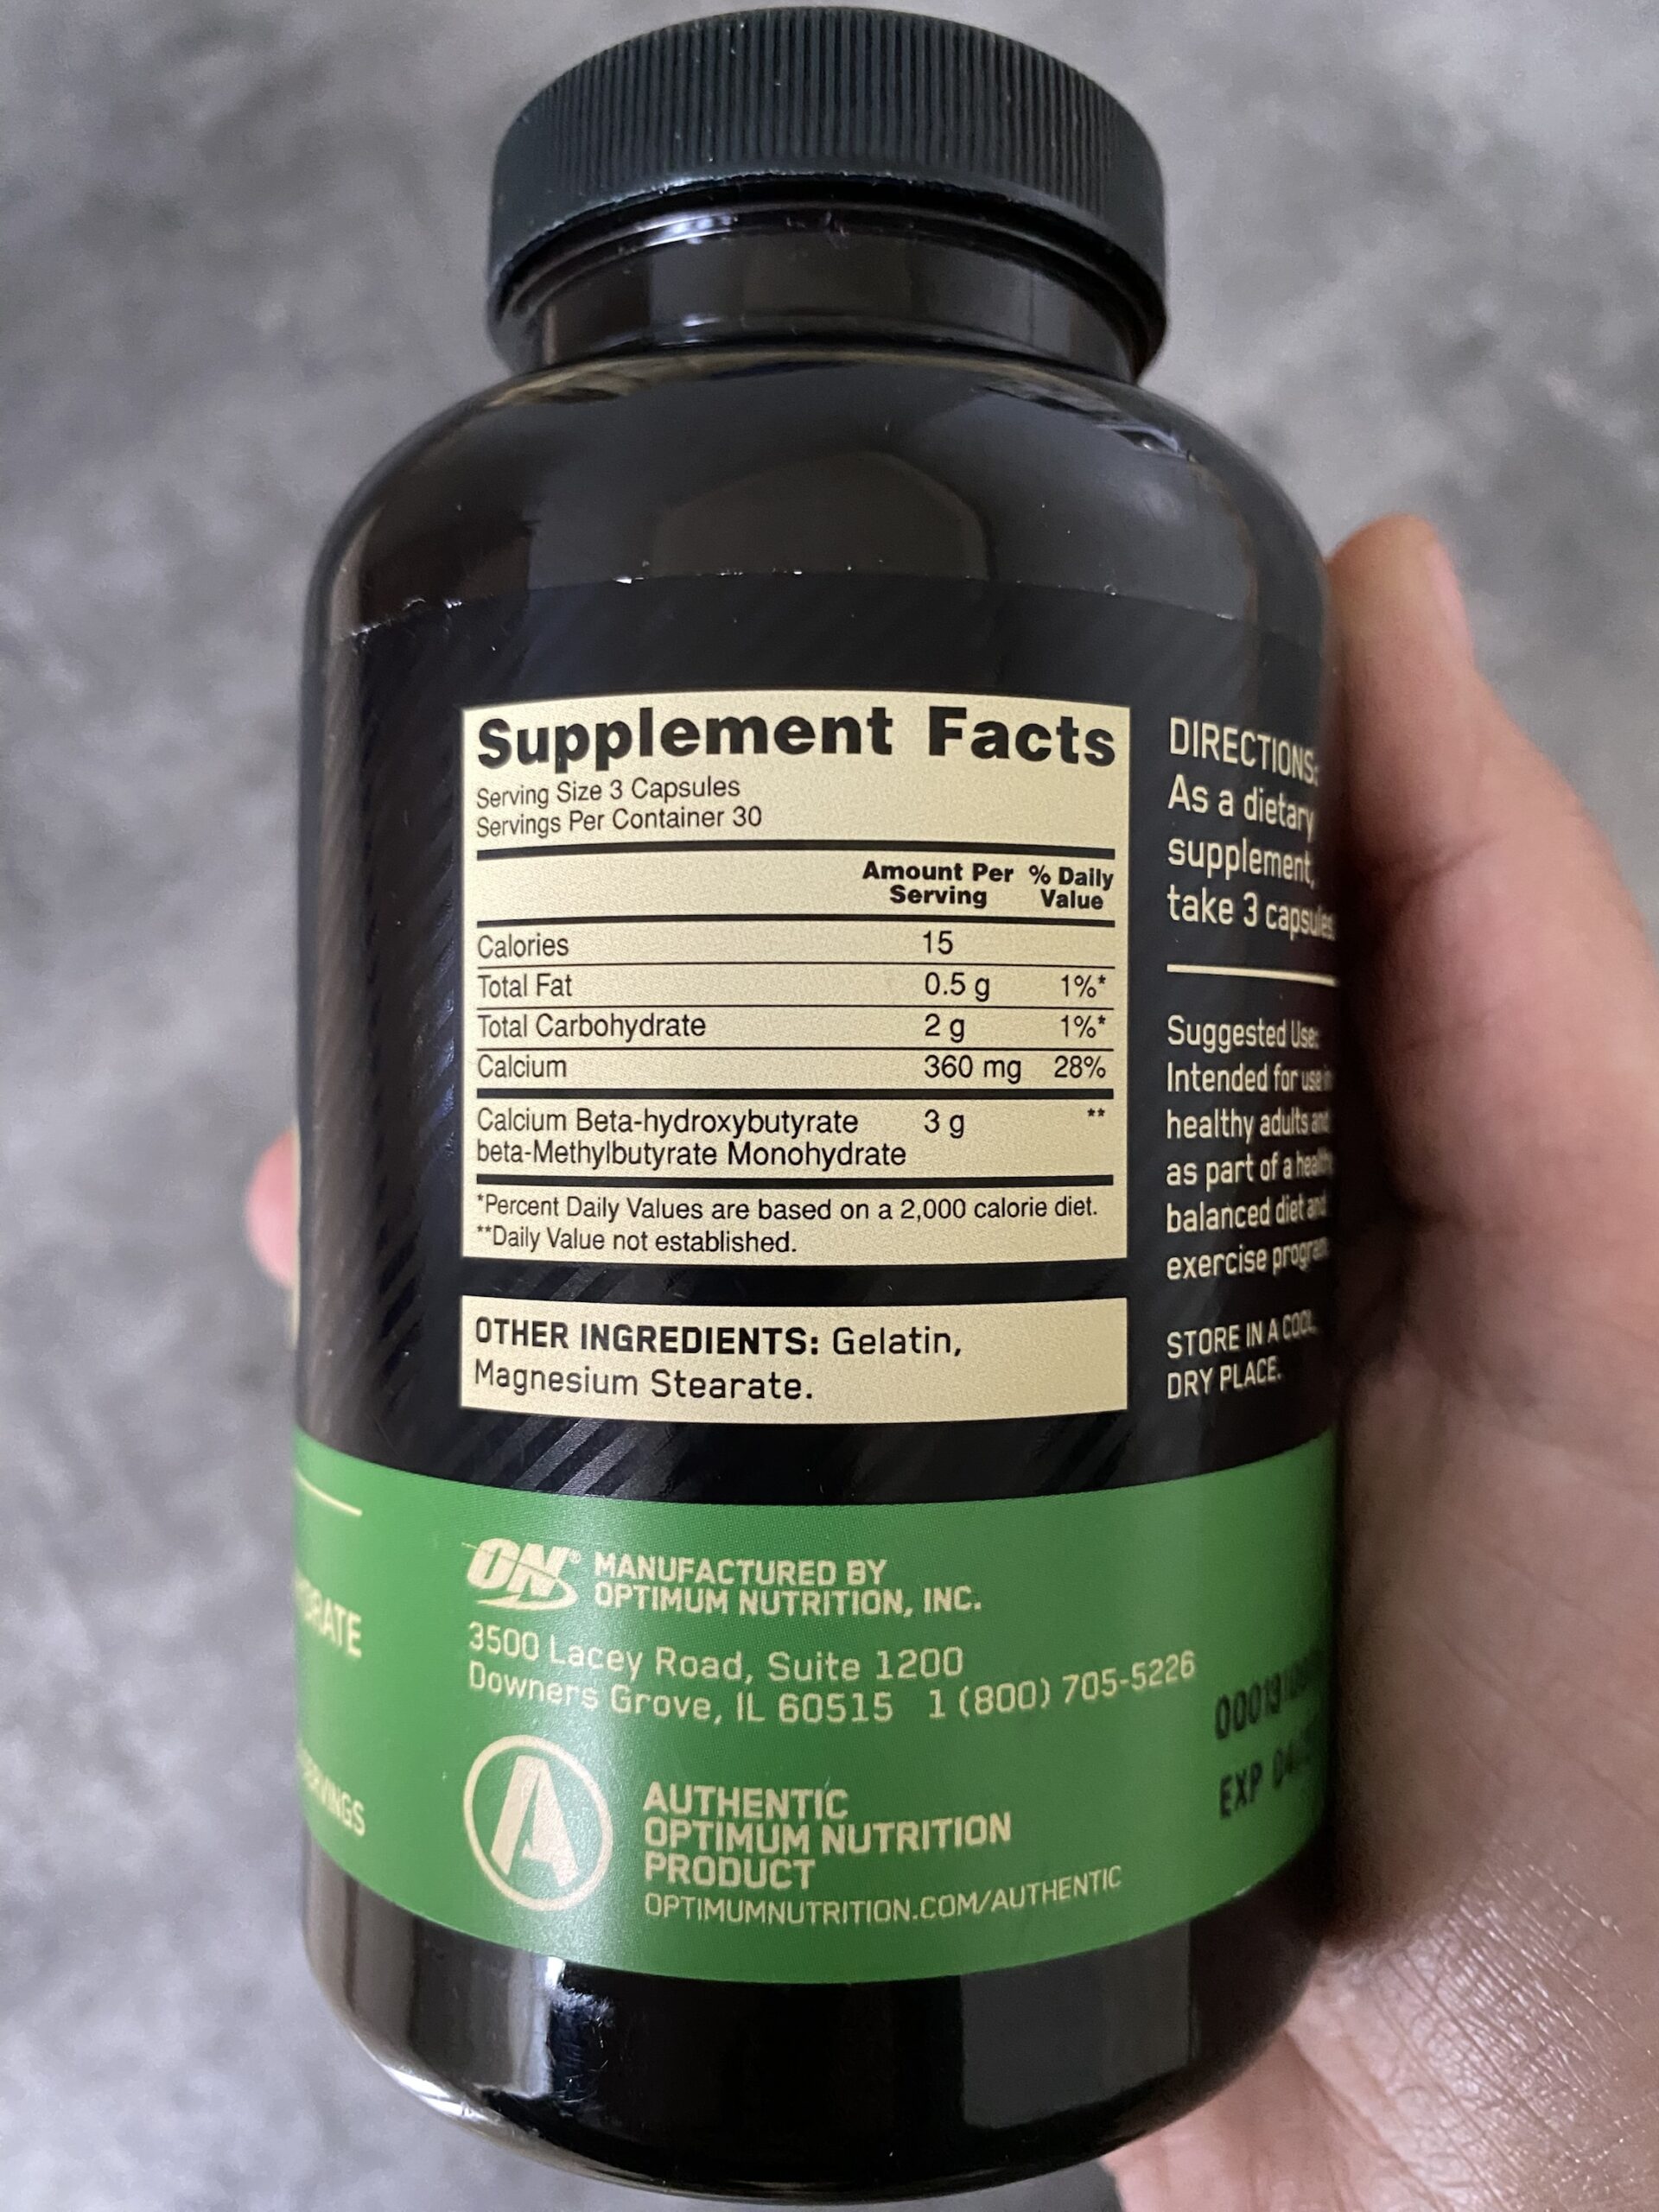 Supplement Facts
Serving Size 3 Capsules
Servings Per Container 30
Amount Per Serving % Daily Value
Calories 15
Total Fat 0.5 g 1%*
Total Carbohydrate 2 g 1%*
Calcium 360 mg 28%
Calcium Beta-hydroxybutyrate 3 g **
beta-Methylbutyrate Monohydrate
*Percent Daily Values are based on a 2,000 calorie diet.
**Daily Value not established.
OTHER INGREDIENTS: Gelatin,
Magnesium Stearate.
DIRECTIONS:
As a dietary
supplement,
take 3 capsules
Suggested Use:
Intended for use in
healthy adults and
as part of a
balanced diet and
exercise program
STORE IN A COOL,
DRY PLACE.
ON® MANUFACTURED BY
OPTIMUM NUTRITION, INC.
3500 Lacey Road, Suite 1200
Downers Grove, IL 60515 1 (800) 705-5226
A
AUTHENTIC
OPTIMUM NUTRITION
PRODUCT
OPTIMUMNUTRITION.COM/AUTHENTIC
EXP